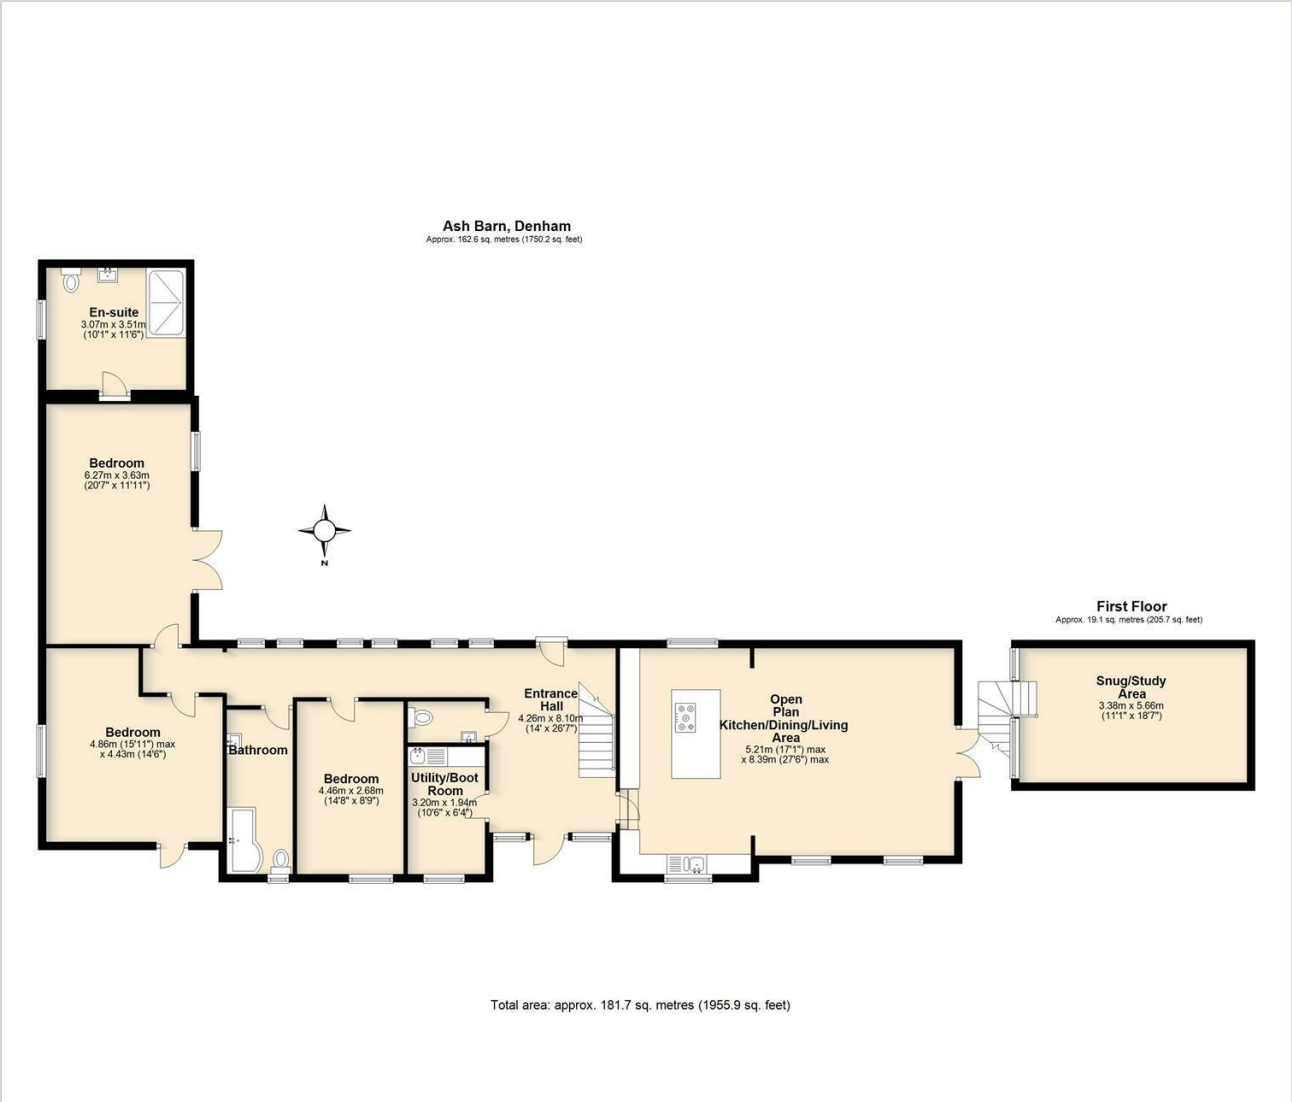 Ash Barn, Denham
Approx. 162.6 sq. metres (1750.2 sq. feet)
En-suite
3.07m x 3.51m
(10'1" x 11'6")
Bedroom
6.27m x 3.63m
(20'7" x 11'11")
N
First Floor
Approx. 19.1 sq. metres (205.7 sq. feet)
Snug/Study
Area
3.38m x 5.66m
(11'1" x 18'7")
Entrance
Hall
4.26m x 8.10m
(14' x 26'7")
Open
Plan
Kitchen/Dining/Living
Area
5.21m (17'1") max
x 8.39m (27'6") max
Bedroom
4.86m (15'11") max
x 4.43m (14'6")
Bathroom
Bedroom
4.46m x 2.68m
(14'8" x 8'9")
Utility/Boot
Room
3.20m x 1.94m
(10'6" x 6'4")
Total area: approx. 181.7 sq. metres (1955.9 sq. feet)